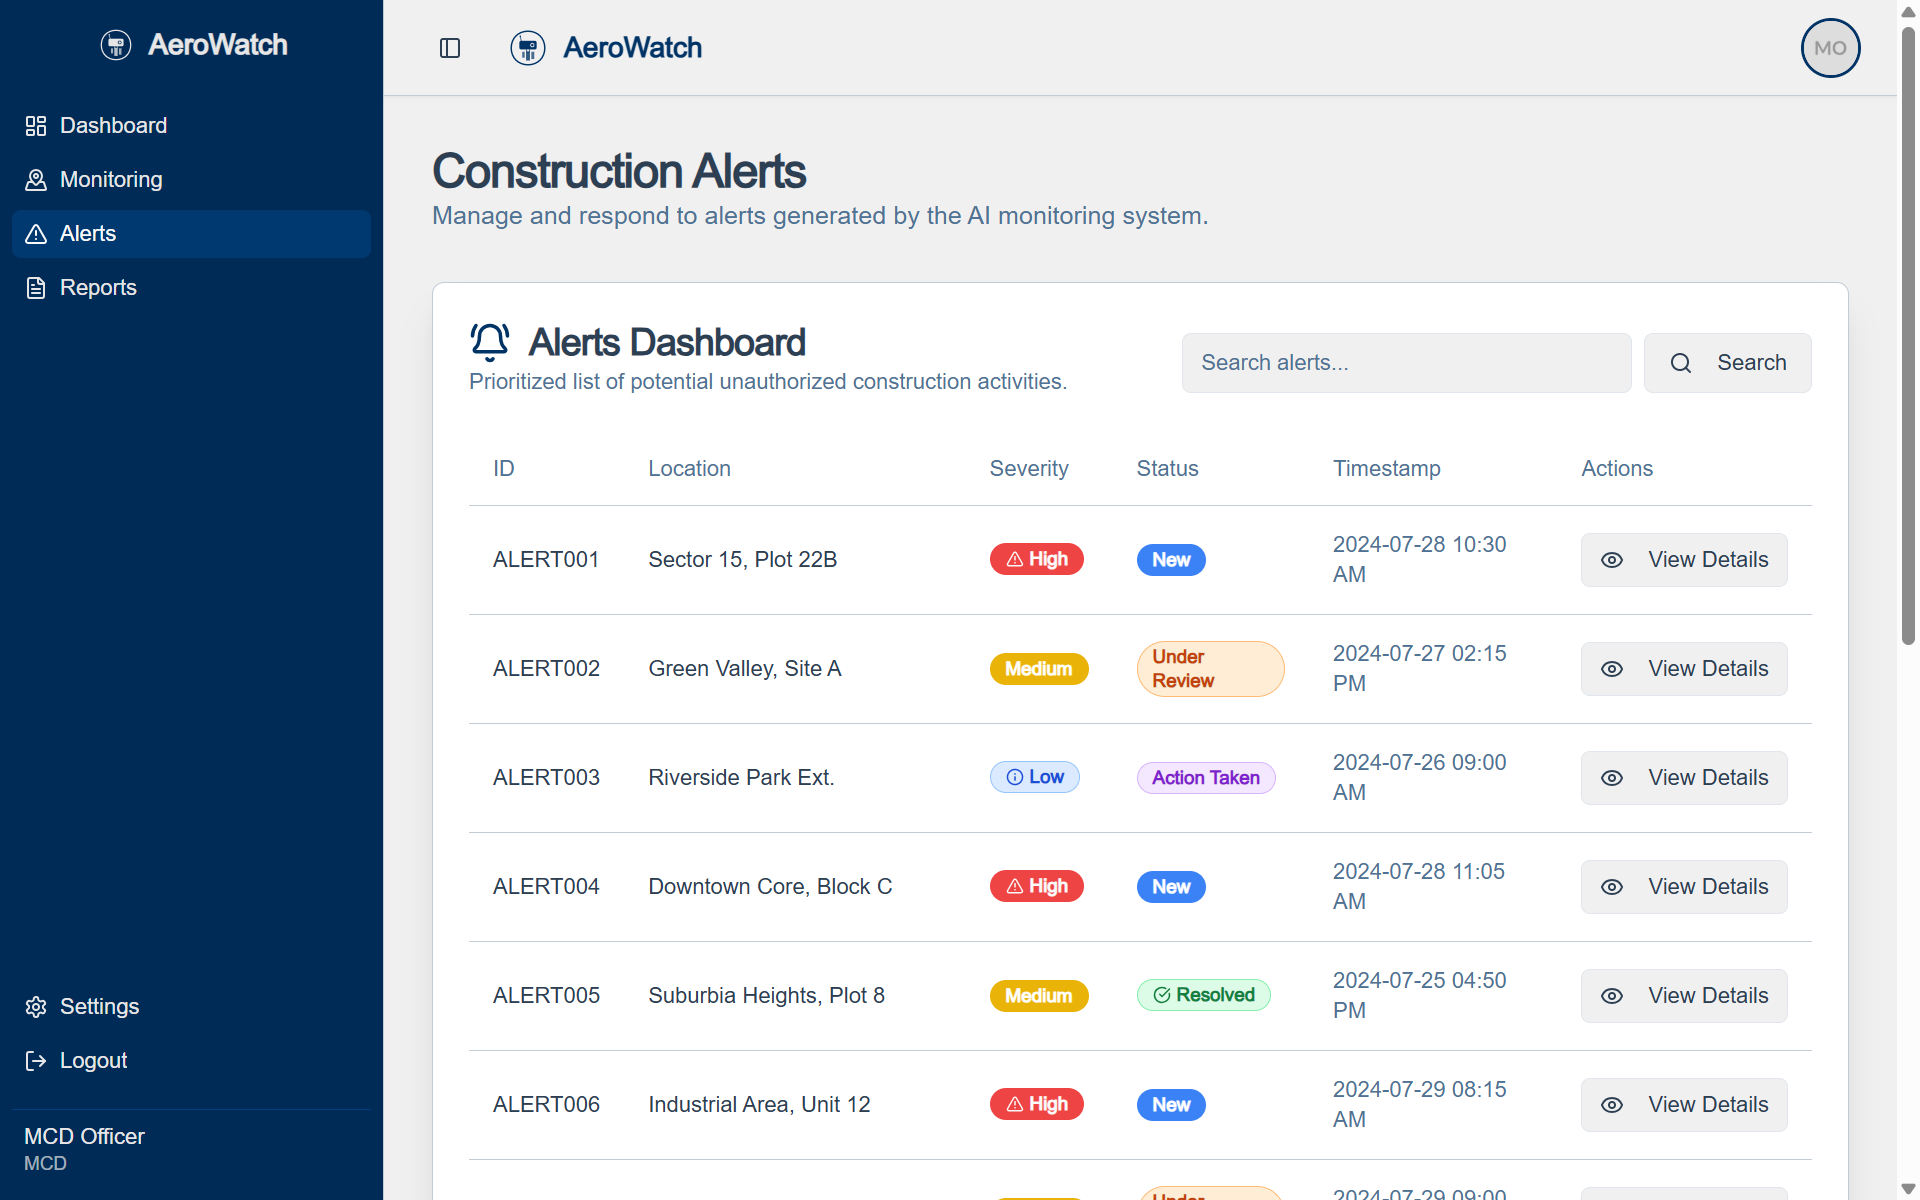 AeroWatch
Dashboard
Monitoring
Alerts
Reports
Settings
Logout
MCD Officer
MCD
AeroWatch
MO
Construction Alerts
Manage and respond to alerts generated by the AI monitoring system.
Alerts Dashboard
Prioritized list of potential unauthorized construction activities.
Search alerts...
Search
ID Location Severity Status Timestamp Actions
ALERT001 Sector 15, Plot 22B High New 2024-07-28 10:30 AM View Details
ALERT002 Green Valley, Site A Medium Under Review 2024-07-27 02:15 PM View Details
ALERT003 Riverside Park Ext. Low Action Taken 2024-07-26 09:00 AM View Details
ALERT004 Downtown Core, Block C High New 2024-07-28 11:05 AM View Details
ALERT005 Suburbia Heights, Plot 8 Medium Resolved 2024-07-25 04:50 PM View Details
ALERT006 Industrial Area, Unit 12 High New 2024-07-29 08:15 AM View Details
Under 2024-07-29 09:00